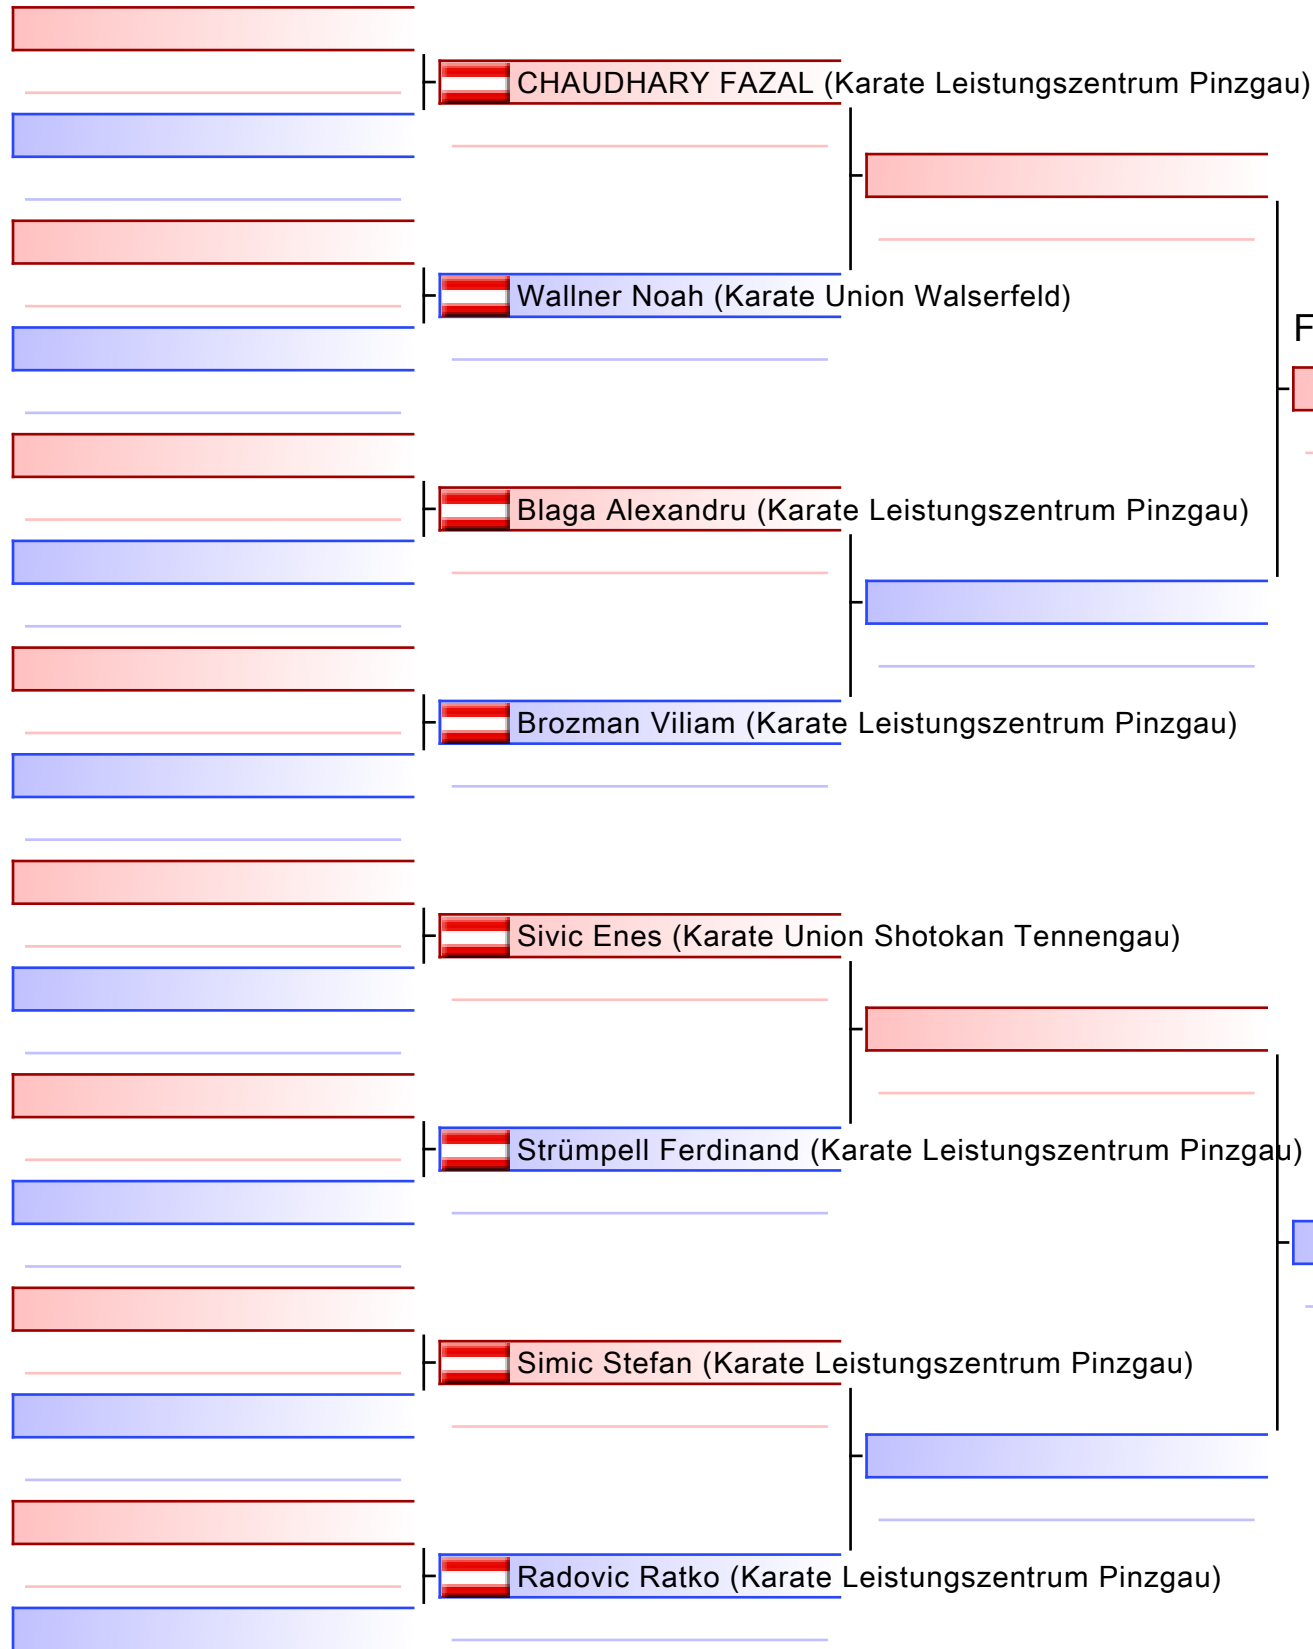 CHAUDHARY FAZAL (Karate Leistungszentrum Pinzgau)
Wallner Noah (Karate Union Walserfeld)
F
Blaga Alexandru (Karate Leistungszentrum Pinzgau)
Brozman Viliam (Karate Leistungszentrum Pinzgau)
Sivic Enes (Karate Union Shotokan Tennengau)
Strümpell Ferdinand (Karate Leistungszentrum Pinzgau)
Simic Stefan (Karate Leistungszentrum Pinzgau)
Radovic Ratko (Karate Leistungszentrum Pinzgau)